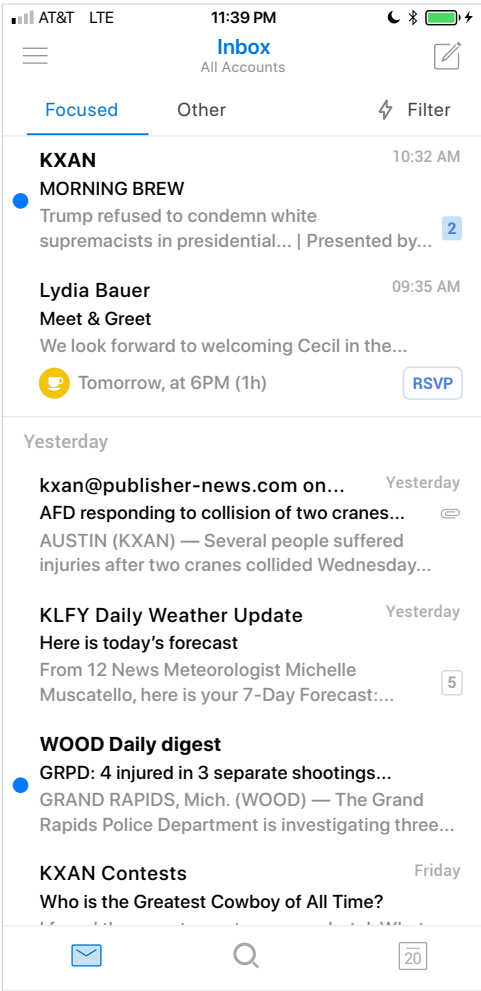 AT&T LTE 11:39 PM
Inbox
All Accounts
Focused Other Filter
KXAN 10:32 AM
MORNING BREW
Trump refused to condemn white
supremacists in presidential... | Presented by... 2
Lydia Bauer 09:35 AM
Meet & Greet
We look forward to welcoming Cecil in the...
Tomorrow, at 6PM (1h) RSVP
Yesterday
kxan@publisher-news.com on... Yesterday
AFD responding to collision of two cranes...
AUSTIN (KXAN) — Several people suffered
injuries after two cranes collided Wednesday...
KLFY Daily Weather Update Yesterday
Here is today’s forecast
From 12 News Meteorologist Michelle
Muscatello, here is your 7-Day Forecast:... 5
WOOD Daily digest
GRPD: 4 injured in 3 separate shootings...
GRAND RAPIDS, Mich. (WOOD) — The Grand
Rapids Police Department is investigating three...
KXAN Contests Friday
Who is the Greatest Cowboy of All Time?
20